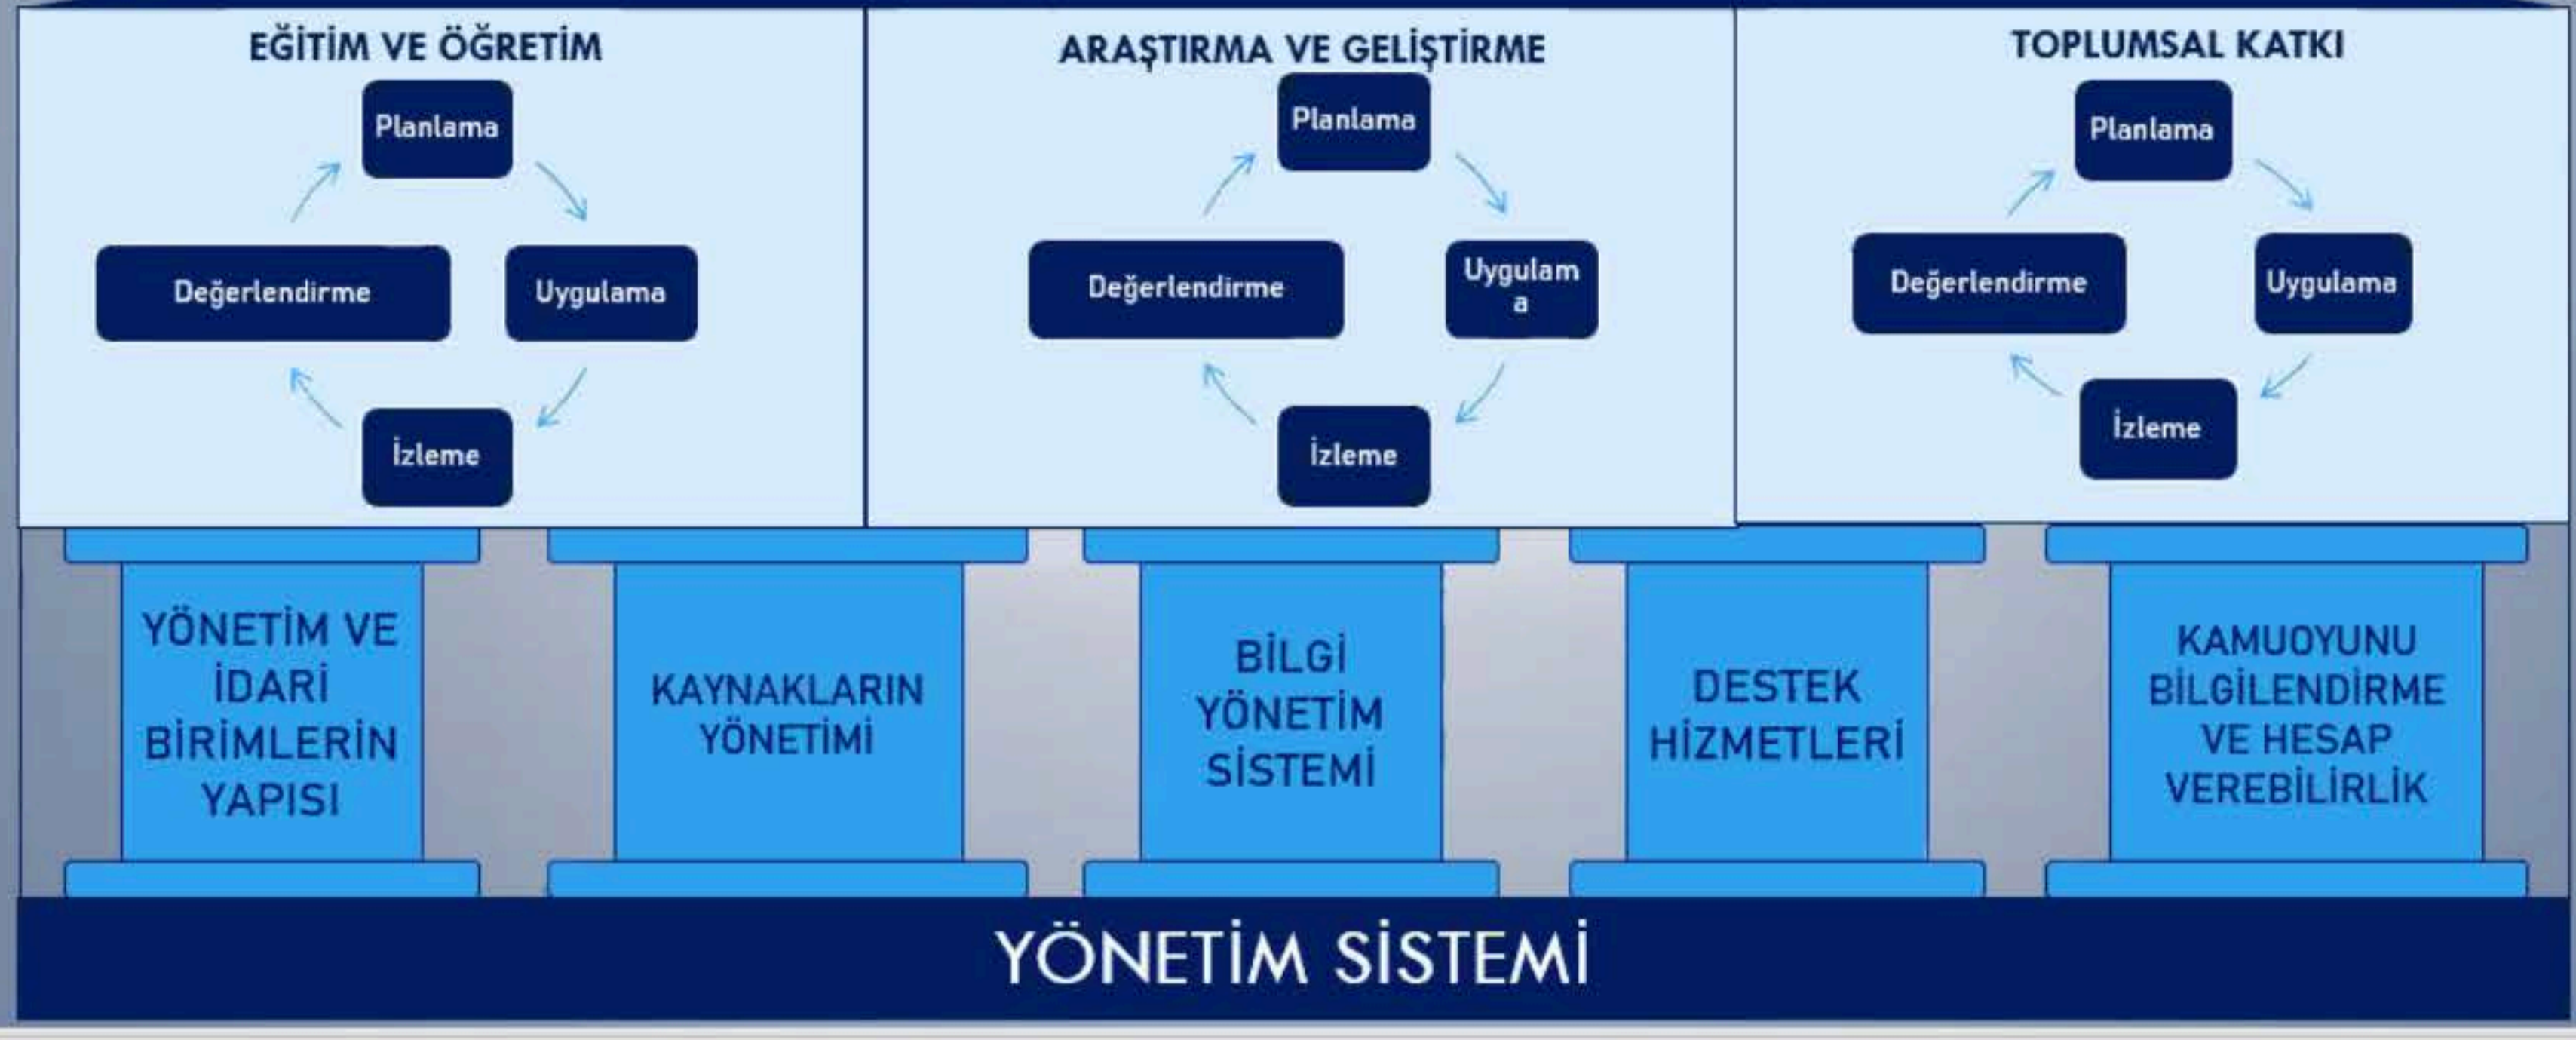 EĞİTİM VE ÖĞRETİM
Planlama
Değerlendirme
Uygulama
İzleme
ARAŞTIRMA VE GELİŞTİRME
Planlama
Değerlendirme
Uygulam
a
İzleme
TOPLUMSAL KATKI
Planlama
Değerlendirme
Uygulama
İzleme
YÖNETİM VE
İDARİ
BİRİMLERİN
YAPISI
KAYNAKLARIN
YÖNETİMİ
BİLGİ
YÖNETİM
SİSTEMİ
DESTEK
HİZMETLERİ
KAMUOYUNU
BİLGİLENDİRME
VE HESAP
VEREBİLİRLİK
YÖNETİM SİSTEMİ